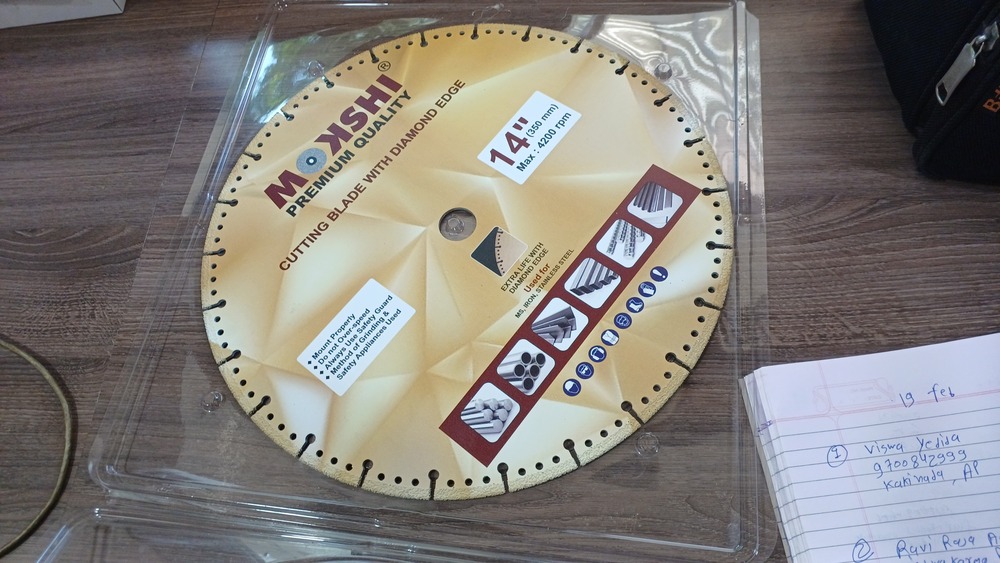 MOKSHI®
PREMIUM QUALITY
CUTTING BLADE WITH DIAMOND EDGE
14" (350 mm)
Max : 4200 rpm
EXTRA LIFE WITH
DIAMOND EDGE
Used for
MS, IRON, STAINLESS STEEL
Mount Properly
Do not Over-speed
Always Use Safety Guard
Method of Grinding &
Safety Appliances Used
19 feb
① Viswa Yedida
9700842999
Kakinada, AP
② Ravi